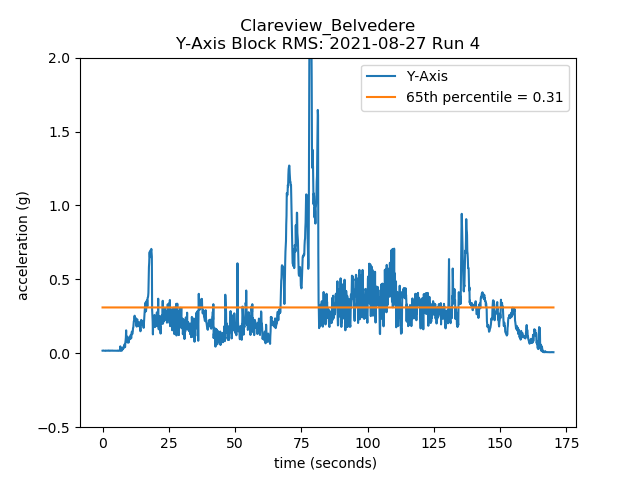 Clareview_Belvedere
Y-Axis Block RMS: 2021-08-27 Run 4
Y-Axis
65th percentile = 0.31
acceleration (g)
2.0
1.5
1.0
0.5
0.0
−0.5
0 25 50 75 100 125 150 175
time (seconds)